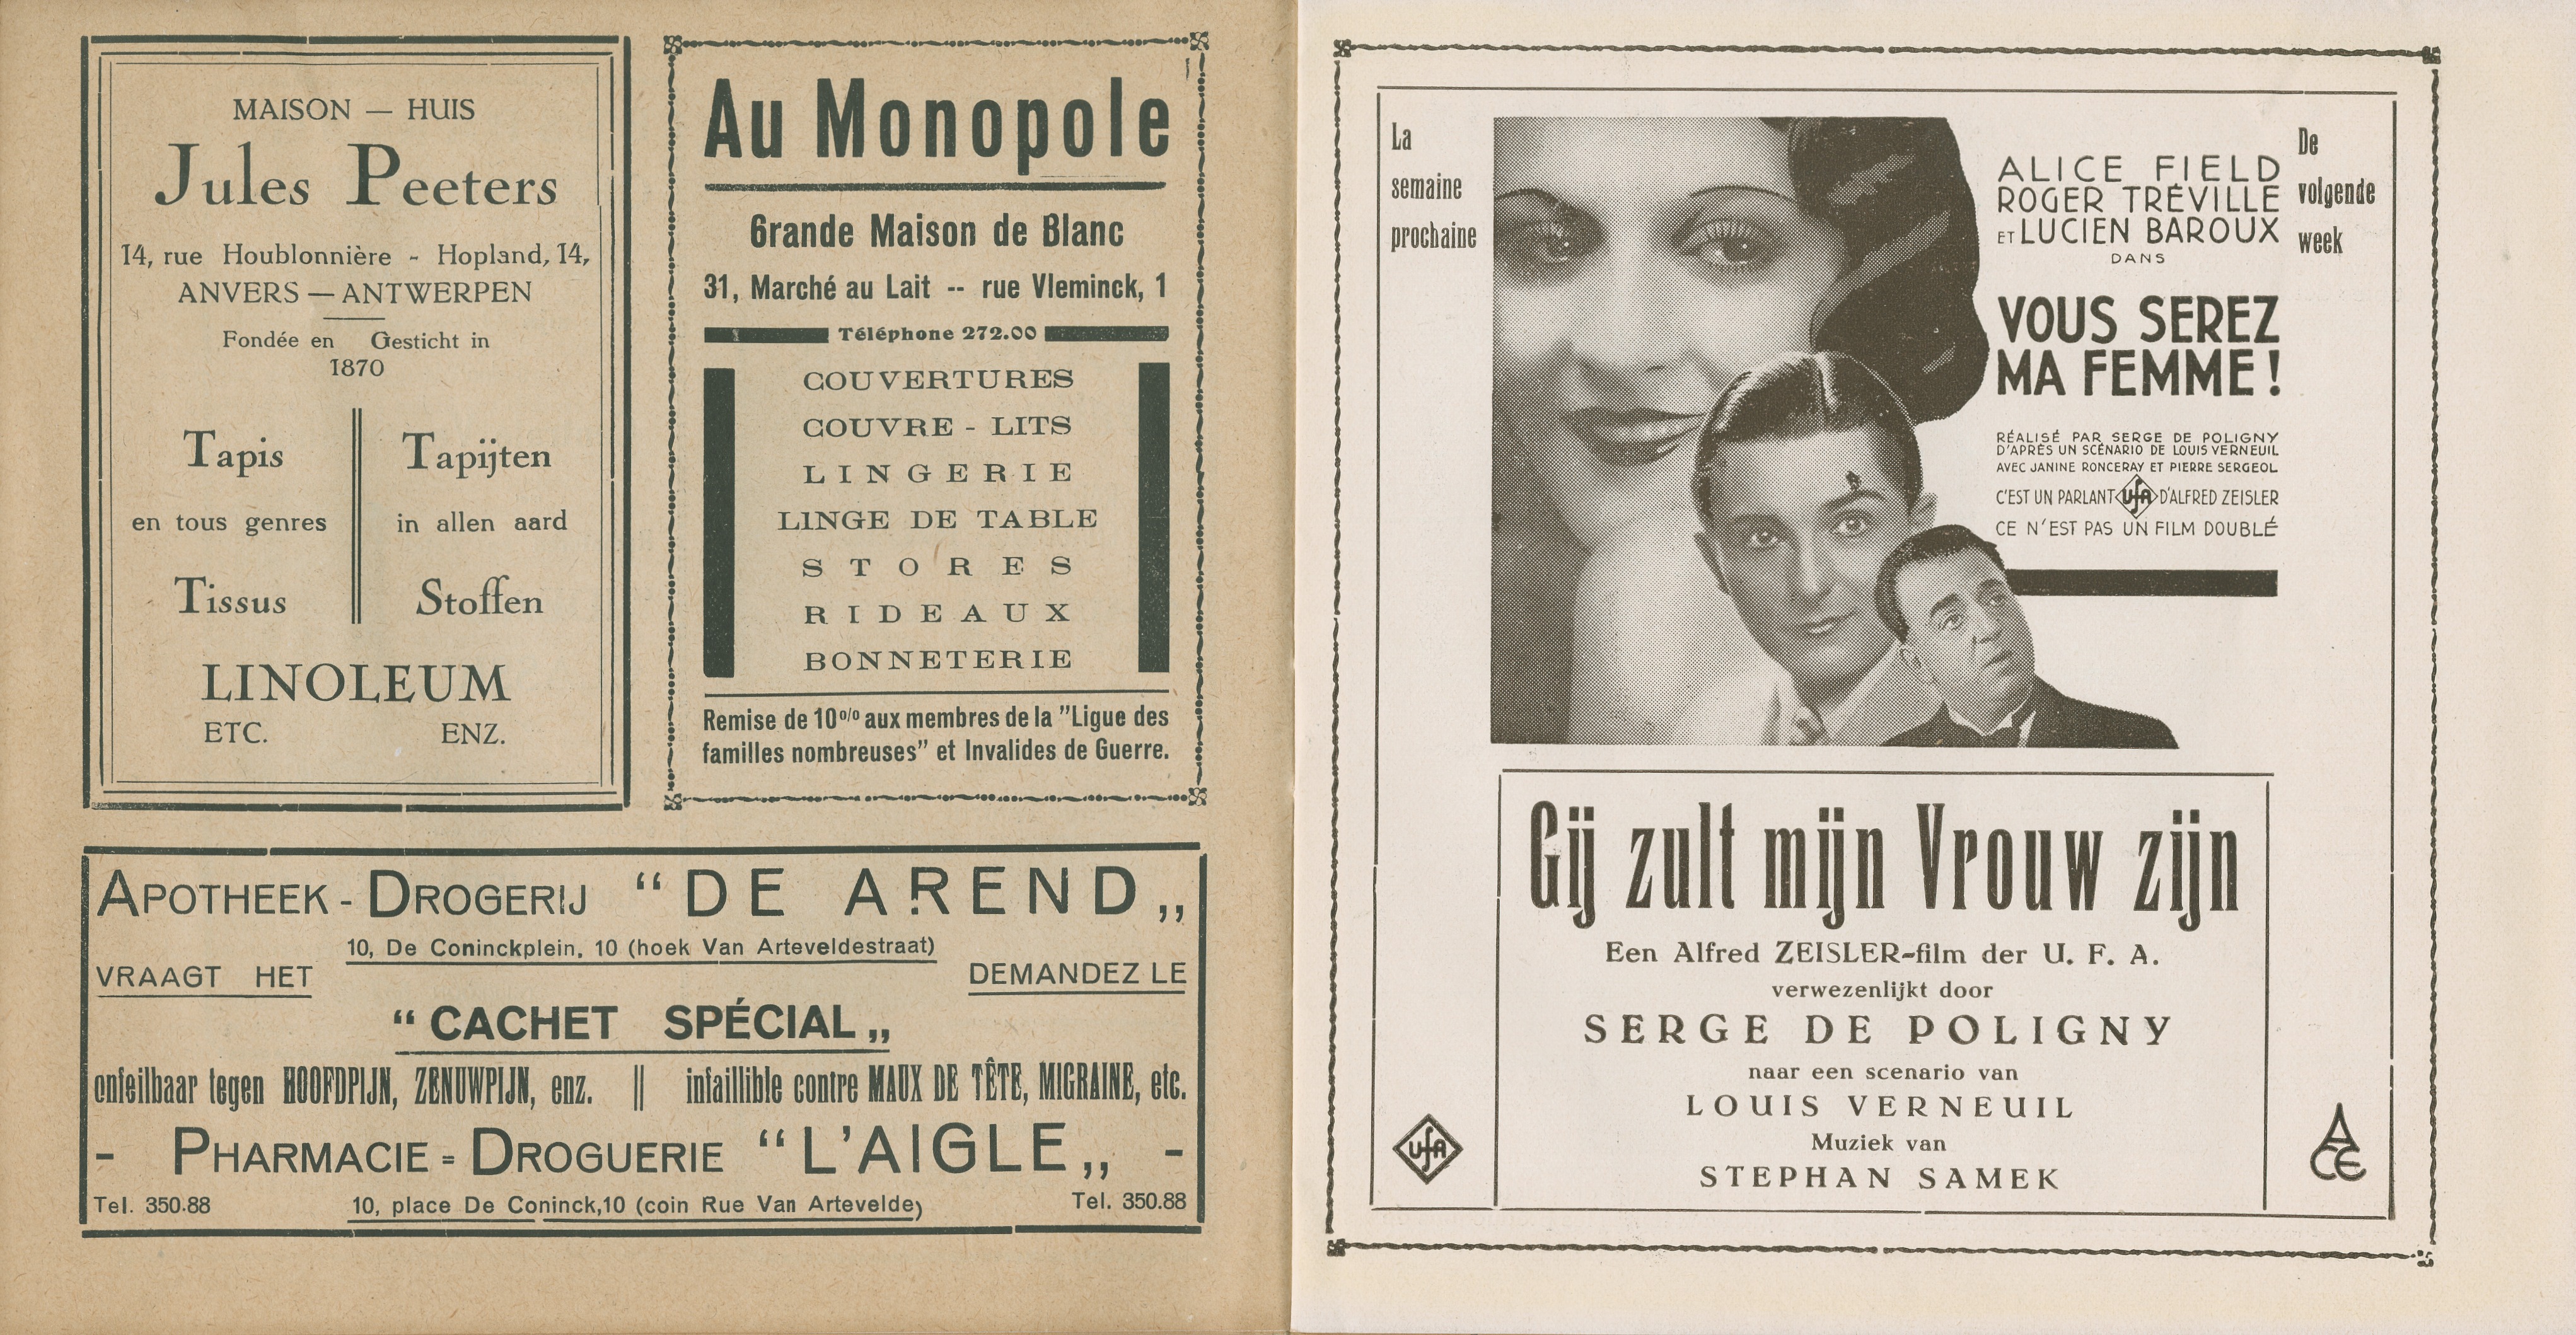 MAISON — HUIS
Jules Peeters
14, rue Houblonnière - Hopland, 14,
ANVERS — ANTWERPEN
Fondée en Gesticht in
1870
Tapis
en tous genres
Tissus
Tapijten
in allen aard
Stoffen
LINOLEUM
ETC. ENZ.
Au Monopole
Grande Maison de Blanc
31, Marché au Lait -- rue Vleminck, 1
Téléphone 272.00
COUVERTURES
COUVRE - LITS
LINGERIE
LINGE DE TABLE
STORES
RIDEAUX
BONNETERIE
Remise de 10% aux membres de la "Ligue des
familles nombreuses" et Invalides de Guerre.
APOTHEEK - DROGERIJ “DE AREND„
10, De Coninckplein, 10 (hoek Van Arteveldestraat)
VRAAGT HET DEMANDEZ LE
“CACHET SPÉCIAL„
onfeilbaar tegen HOOFDPIJN, ZENUWPIJN, enz. || infaillible contre MAUX DE TÊTE, MIGRAINE, etc.
- PHARMACIE = DROGUERIE “L'AIGLE„ -
Tel. 350.88 10, place De Coninck,10 (coin Rue Van Artevelde) Tel. 350.88
La
semaine
prochaine
ALICE FIELD
ROGER TRÉVILLE
ET LUCIEN BAROUX
DANS
VOUS SEREZ
MA FEMME!
RÉALISÉ PAR SERGE DE POLIGNY
D'APRÈS UN SCÉNARIO DE LOUIS VERNEUIL
AVEC JANINE RONCERAY ET PIERRE SERGEOL
C'EST UN PARLANT UFA D'ALFRED ZEISLER
CE N'EST PAS UN FILM DOUBLÉ
De
volgende
week
Gij zult mijn Vrouw zijn
Een Alfred ZEISLER-film der U. F. A.
verwezenlijkt door
SERGE DE POLIGNY
naar een scenario van
LOUIS VERNEUIL
Muziek van
STEPHAN SAMEK
UFA
ACE